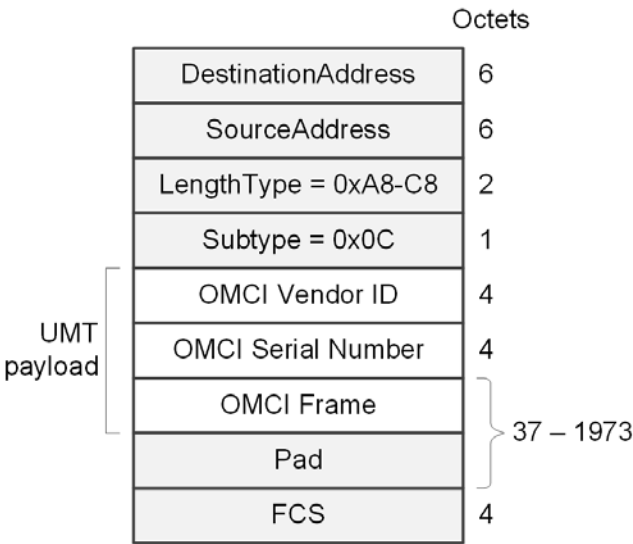 Octets
DestinationAddress 6
SourceAddress 6
LengthType = 0xA8-C8 2
Subtype = 0x0C 1
OMCI Vendor ID 4
UMT
payload
OMCI Serial Number 4
OMCI Frame
37 – 1973
Pad
FCS 4